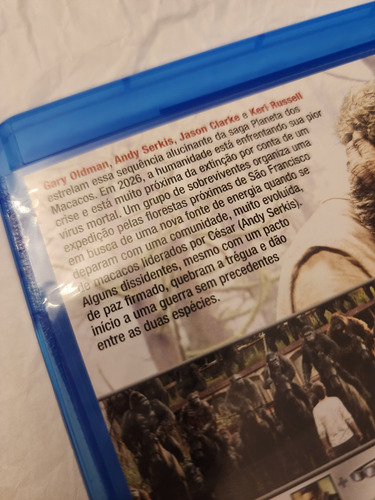 Gary Oldman, Andy Serkis, Jason Clarke e Keri Russell
estrelam essa sequência alucinante da saga Planeta dos
Macacos. Em 2026, a humanidade está enfrentando sua pior
crise e está muito próxima da extinção por conta de um
vírus mortal. Um grupo de sobreviventes organiza uma
expedição pelas florestas próximas de São Francisco
em busca de uma nova fonte de energia quando se
deparam com uma comunidade, muito evoluída,
de macacos liderados por César (Andy Serkis).
Alguns dissidentes, mesmo com um pacto
de paz firmado, quebram a trégua e dão
início a uma guerra sem precedentes
entre as duas espécies.